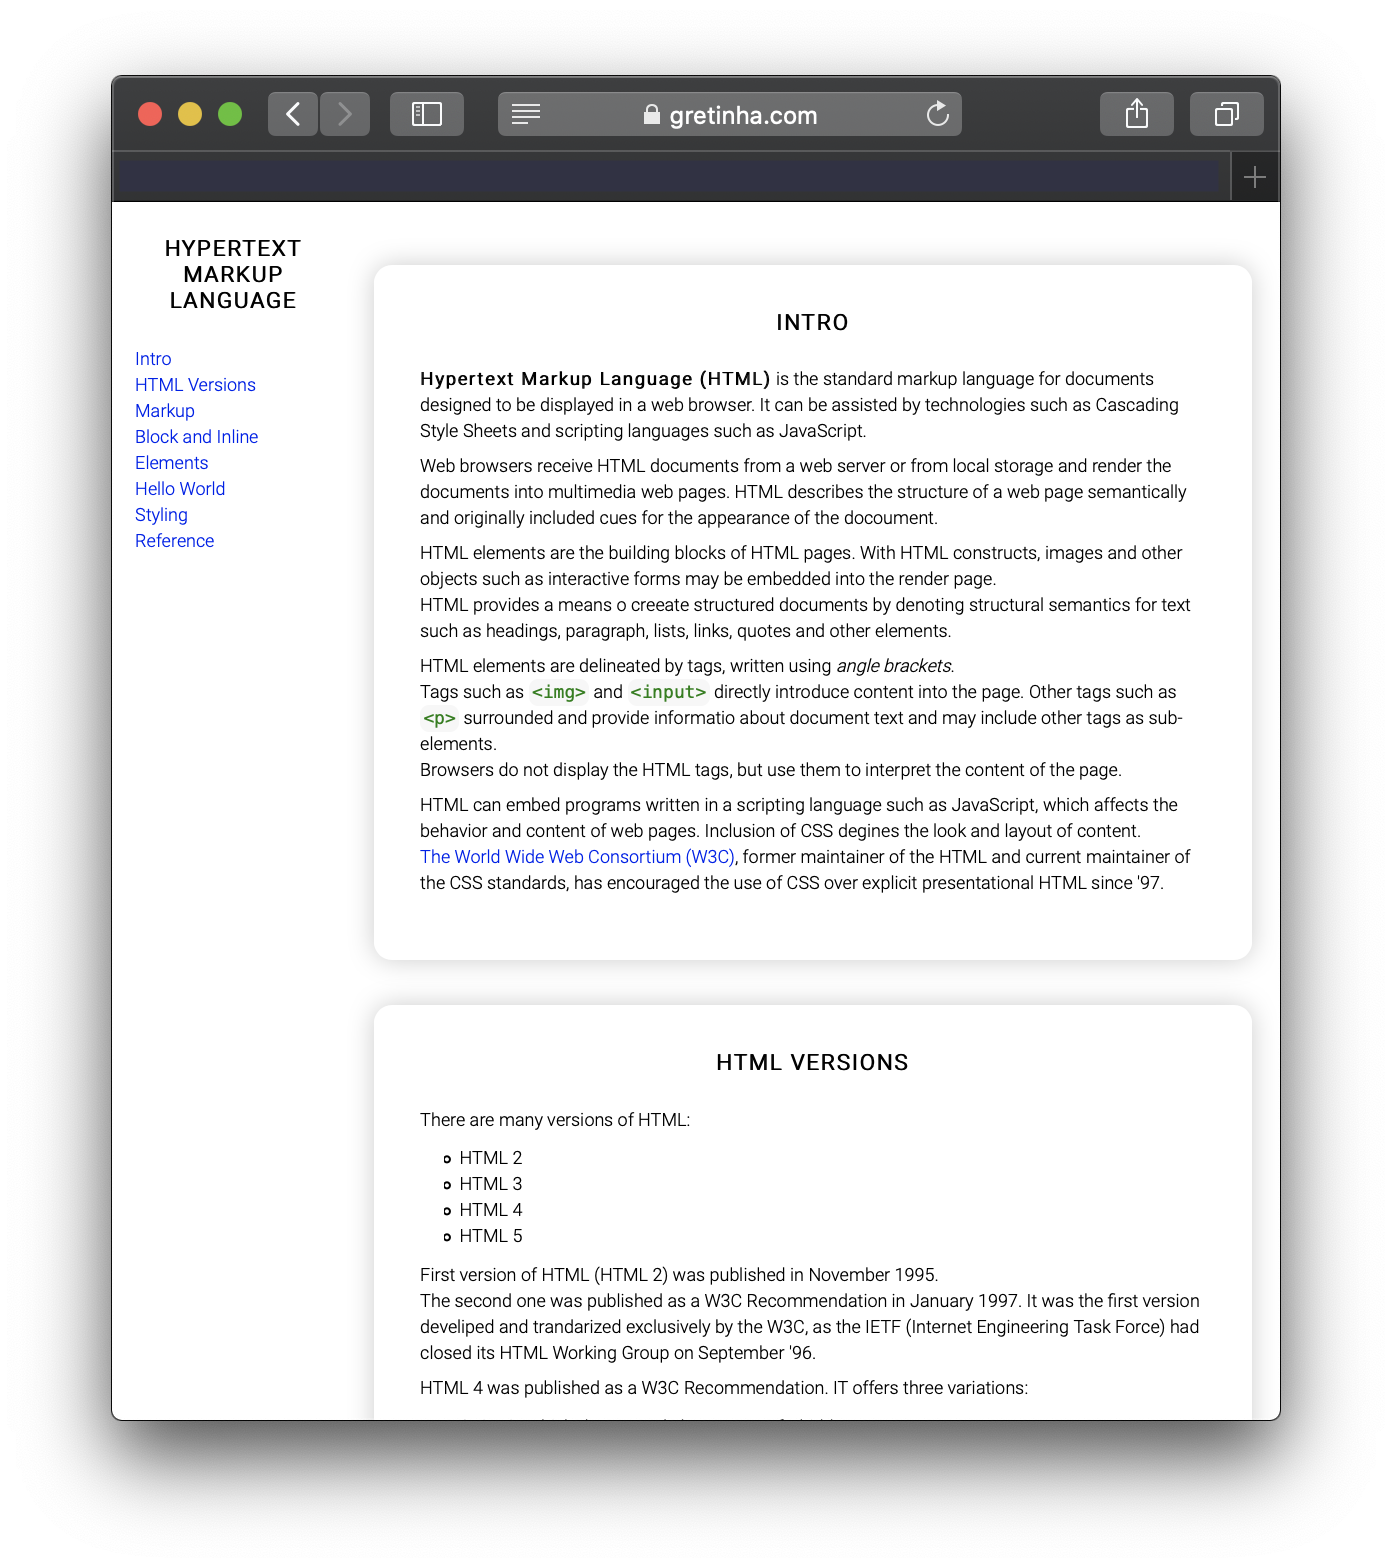 gretinha.com
HYPERTEXT
MARKUP
LANGUAGE
Intro
HTML Versions
Markup
Block and Inline
Elements
Hello World
Styling
Reference
INTRO
Hypertext Markup Language (HTML) is the standard markup language for documents
designed to be displayed in a web browser. It can be assisted by technologies such as Cascading
Style Sheets and scripting languages such as JavaScript.
Web browsers receive HTML documents from a web server or from local storage and render the
documents into multimedia web pages. HTML describes the structure of a web page semantically
and originally included cues for the appearance of the docoument.
HTML elements are the building blocks of HTML pages. With HTML constructs, images and other
objects such as interactive forms may be embedded into the render page.
HTML provides a means o creeate structured documents by denoting structural semantics for text
such as headings, paragraph, lists, links, quotes and other elements.
HTML elements are delineated by tags, written using angle brackets.
Tags such as <img> and <input> directly introduce content into the page. Other tags such as
<p> surrounded and provide informatio about document text and may include other tags as sub-
elements.
Browsers do not display the HTML tags, but use them to interpret the content of the page.
HTML can embed programs written in a scripting language such as JavaScript, which affects the
behavior and content of web pages. Inclusion of CSS degines the look and layout of content.
The World Wide Web Consortium (W3C), former maintainer of the HTML and current maintainer of
the CSS standards, has encouraged the use of CSS over explicit presentational HTML since '97.
HTML VERSIONS
There are many versions of HTML:
HTML 2
HTML 3
HTML 4
HTML 5
First version of HTML (HTML 2) was published in November 1995.
The second one was published as a W3C Recommendation in January 1997. It was the first version
develiped and trandarized exclusively by the W3C, as the IETF (Internet Engineering Task Force) had
closed its HTML Working Group on September '96.
HTML 4 was published as a W3C Recommendation. IT offers three variations: